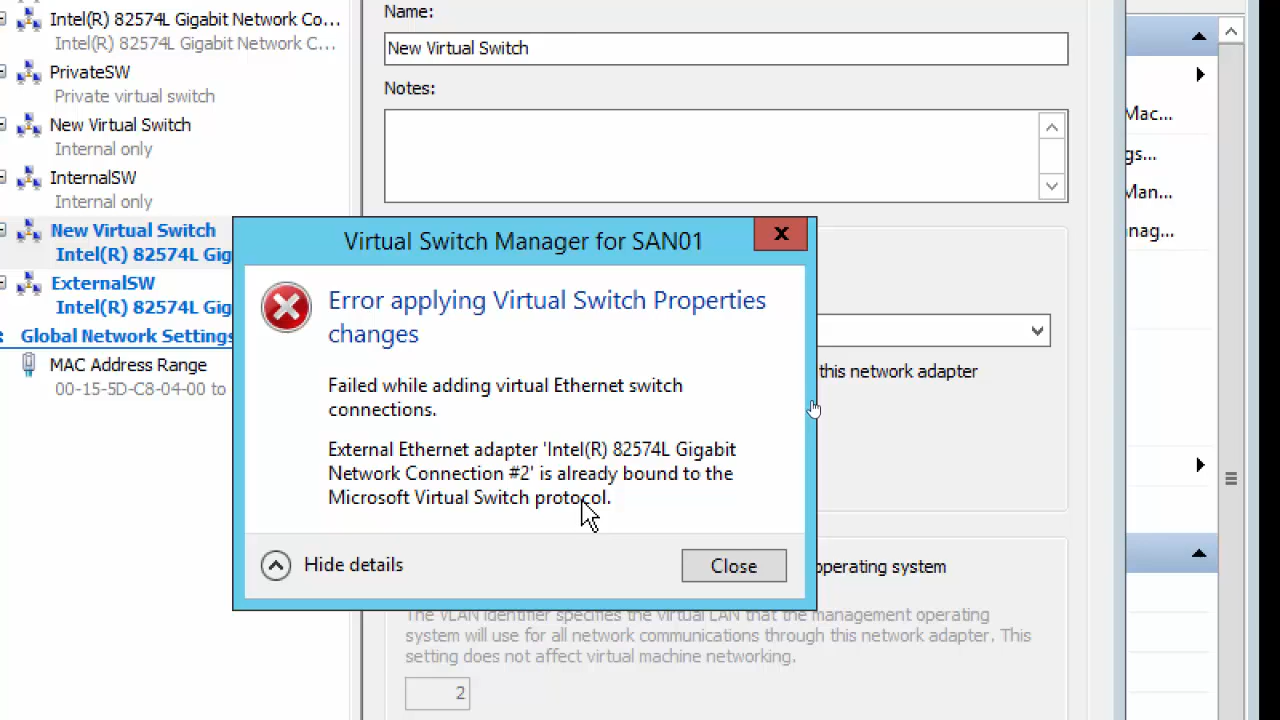 Intel(R) 82574L Gigabit Network Co...
Intel(R) 82574L Gigabit Network C...
PrivateSW
Private virtual switch
New Virtual Switch
Internal only
InternalSW
Internal only
New Virtual Switch
Intel(R) 82574L Gig
ExternalSW
Intel(R) 82574L Gig
Global Network Settings
MAC Address Range
00-15-5D-C8-04-00 to
Name:
New Virtual Switch
Notes:
Virtual Switch Manager for SAN01
Error applying Virtual Switch Properties
changes
Failed while adding virtual Ethernet switch
connections.
External Ethernet adapter 'Intel(R) 82574L Gigabit
Network Connection #2' is already bound to the
Microsoft Virtual Switch protocol.
Hide details
Close
this network adapter
operating system
The VLAN identifier specifies the virtual LAN that the management operating
system will use for all network communications through this network adapter. This
setting does not affect virtual machine networking.
2
Mac...
gs...
Man...
nag...